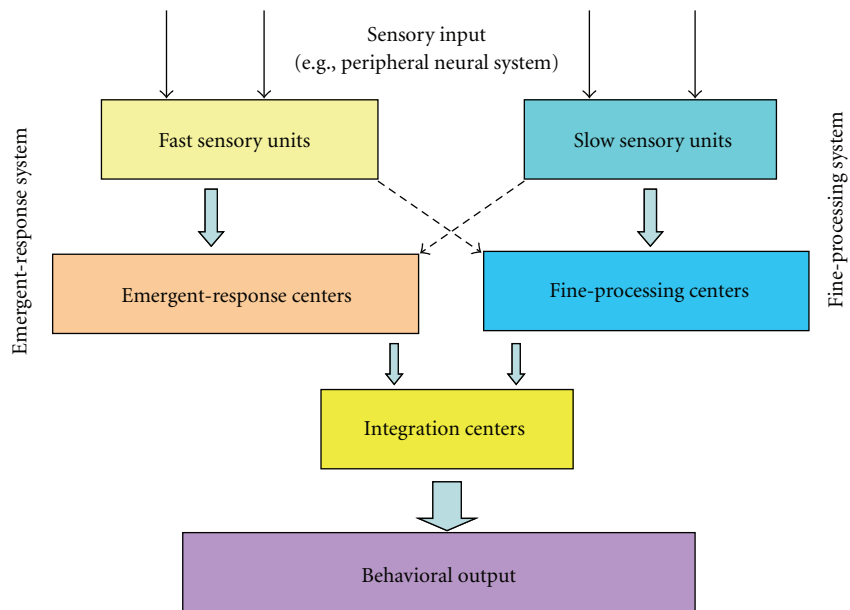 Sensory input
(e.g., peripheral neural system)
Fast sensory units
Slow sensory units
Emergent-response system
Fine-processing system
Emergent-response centers
Fine-processing centers
Integration centers
Behavioral output